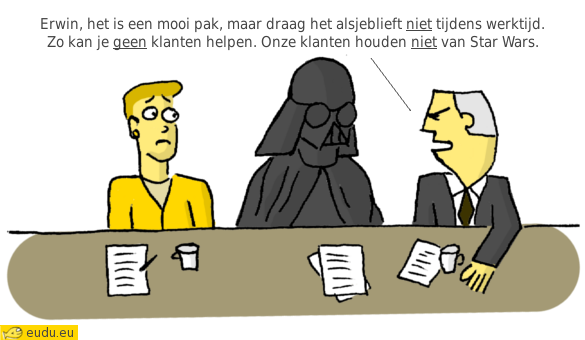 Erwin, het is een mooi pak, maar draag het alsjeblieft niet tijdens werktijd.
Zo kan je geen klanten helpen. Onze klanten houden niet van Star Wars.
eudu.eu